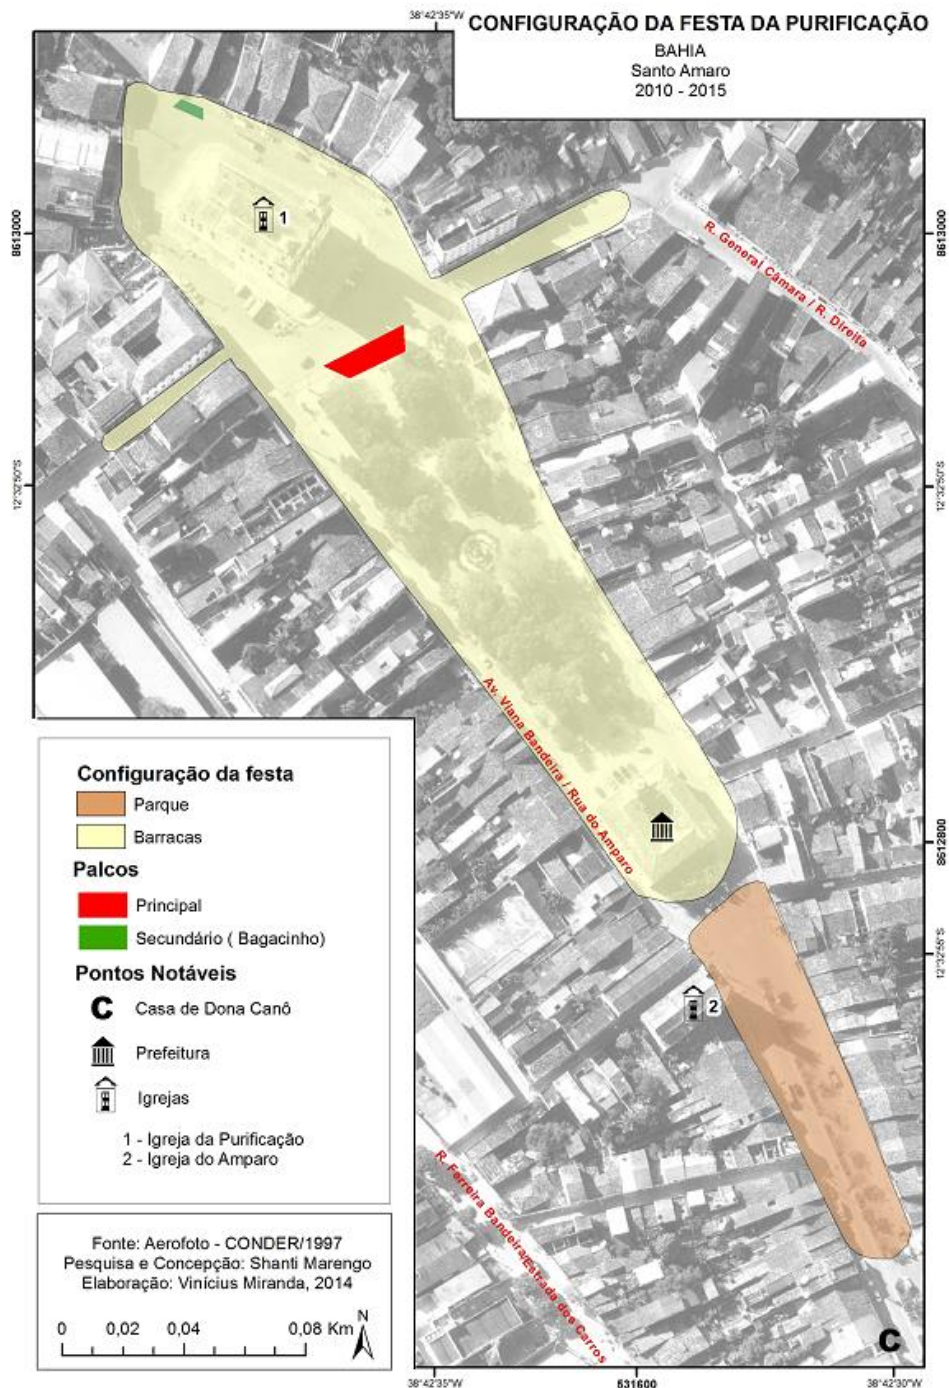 38°42'35"W
CONFIGURAÇÃO DA FESTA DA PURIFICAÇÃO
BAHIA
Santo Amaro
2010 - 2015
1
8613000
8613000
R. General Câmara / R. Direita
12°32'50"S
12°32'50"S
Av. Viana Bandeira / Rua do Amparo
8612800
12°32'55"S
2
R. Ferreira Bandeira/Estrada dos Carros
C
Configuração da festa
Parque
Barracas
Palcos
Principal
Secundário ( Bagacinho)
Pontos Notáveis
C Casa de Dona Canô
Prefeitura
Igrejas
1 - Igreja da Purificação
2 - Igreja do Amparo
Fonte: Aerofoto - CONDER/1997
Pesquisa e Concepção: Shanti Marengo
Elaboração: Vinícius Miranda, 2014
0 0,02 0,04 0,08 Km
N
38°42'35"W
531600
38°42'30"W